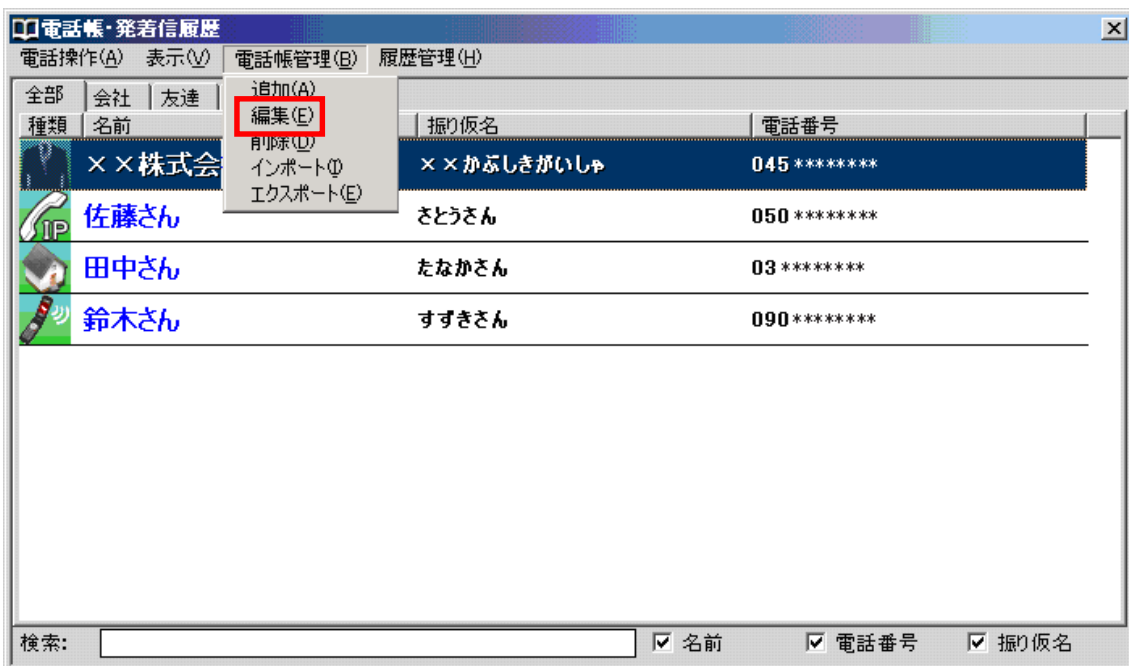 電話帳・発着信履歴
電話操作(A) 表示(V) 電話帳管理(B) 履歴管理(H)
全部 会社 友達
追加(A)
編集(E)
削除(D)
インポート(I)
エクスポート(E)
種類 名前 振り仮名 電話番号
××株式会 ××かぶしきがいしゃ 045********
IP 佐藤さん さとうさん 050********
田中さん たなかさん 03********
鈴木さん すずきさん 090********
検索: 名前 電話番号 振り仮名